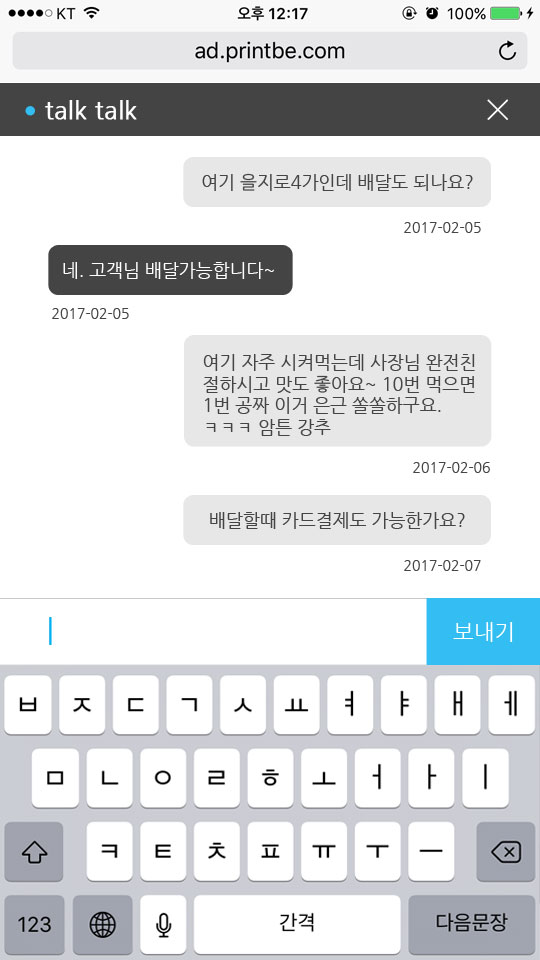 KT 오후 12:17 100%
ad.printbe.com
talk talk
여기 을지로4가인데 배달도 되나요?
2017-02-05
네. 고객님 배달가능합니다~
2017-02-05
여기 자주 시켜먹는데 사장님 완전친
절하시고 맛도 좋아요~ 10번 먹으면
1번 공짜 이거 은근 쏠쏠하구요.
ㅋㅋㅋ 암튼 강추
2017-02-06
배달할때 카드결제도 가능한가요?
2017-02-07
보내기
ㅂ ㅈ ㄷ ㄱ ㅅ ㅛ ㅕ ㅑ ㅐ ㅔ
ㅁ ㄴ ㅇ ㄹ ㅎ ㅗ ㅓ ㅏ ㅣ
ㅋ ㅌ ㅊ ㅍ ㅠ ㅜ ㅡ
123 간격 다음문장